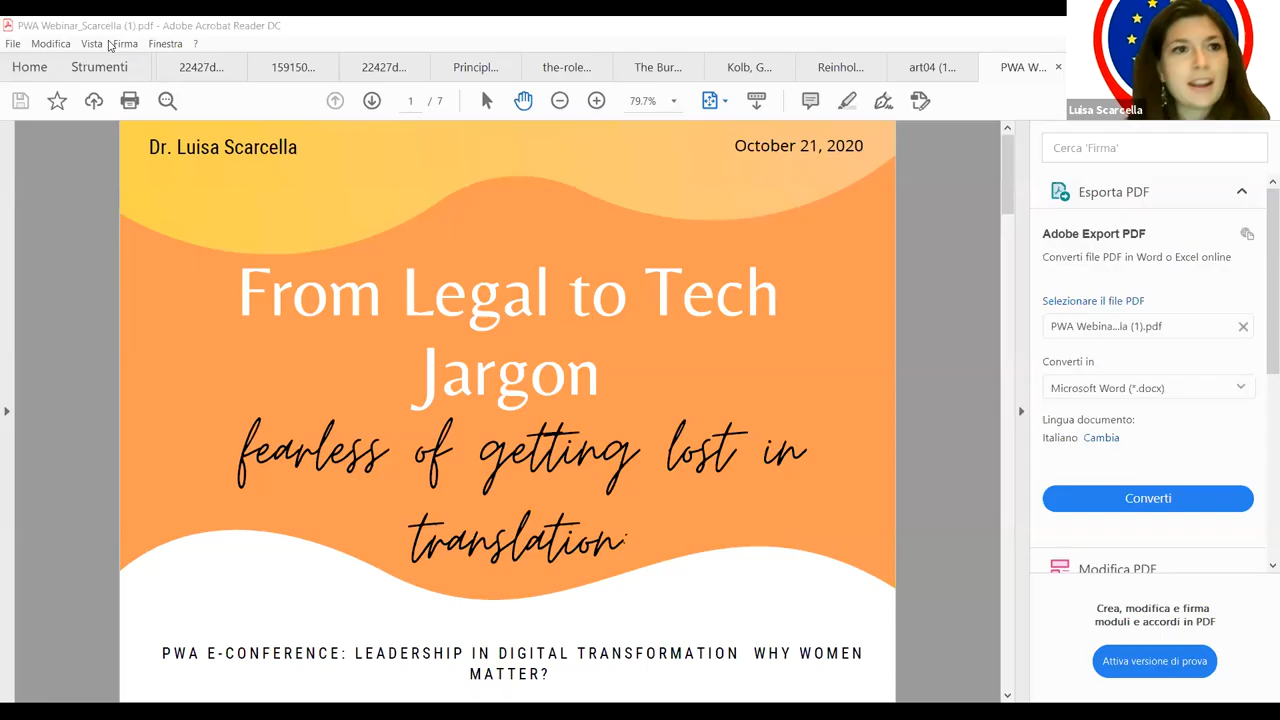 PWA Webinar_Scarcella (1).pdf - Adobe Acrobat Reader DC
File Modifica Vista Firma Finestra ?
Home Strumenti 22427d... 159150... 22427d... Principl... the-role... The Bur... Kolb, G... Reinhol... art04 (1... PWA W... ×
1 / 7 79.7%
Luisa Scarcella
Dr. Luisa Scarcella
October 21, 2020
From Legal to Tech
Jargon
fearless of getting lost in
translation:
PWA E-CONFERENCE: LEADERSHIP IN DIGITAL TRANSFORMATION WHY WOMEN
MATTER?
Cerca 'Firma'
Esporta PDF
Adobe Export PDF
Converti file PDF in Word o Excel online
Selezionare il file PDF
PWA Webina...la (1).pdf
Converti in
Microsoft Word (*.docx)
Lingua documento:
Italiano Cambia
Converti
Modifica PDF
Crea, modifica e firma
moduli e accordi in PDF
Attiva versione di prova